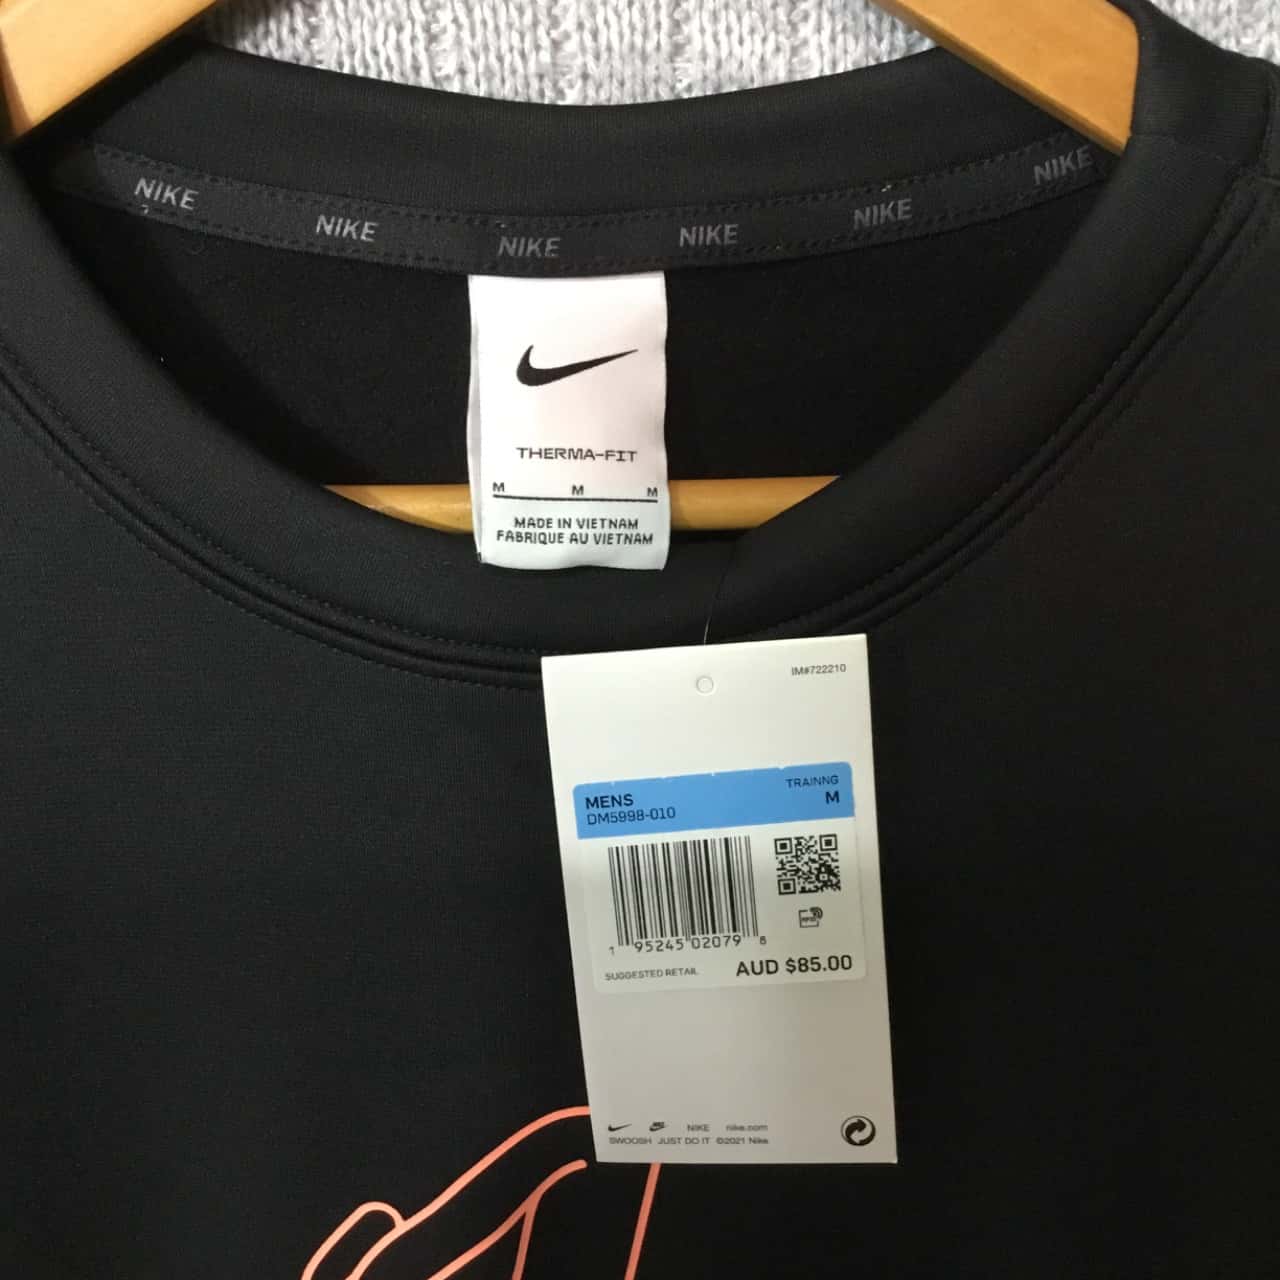 NIKE NIKE NIKE NIKE NIKE NIKE
THERMA-FIT
M M M
MADE IN VIETNAM
FABRIQUE AU VIETNAM
IM#722210
TRAINNG
MENS M
DM5998-010
1 95245 02079 8
SUGGESTED RETAIL AUD $85.00
NIKE nike.com
SWOOSH JUST DO IT ©2021 Nike